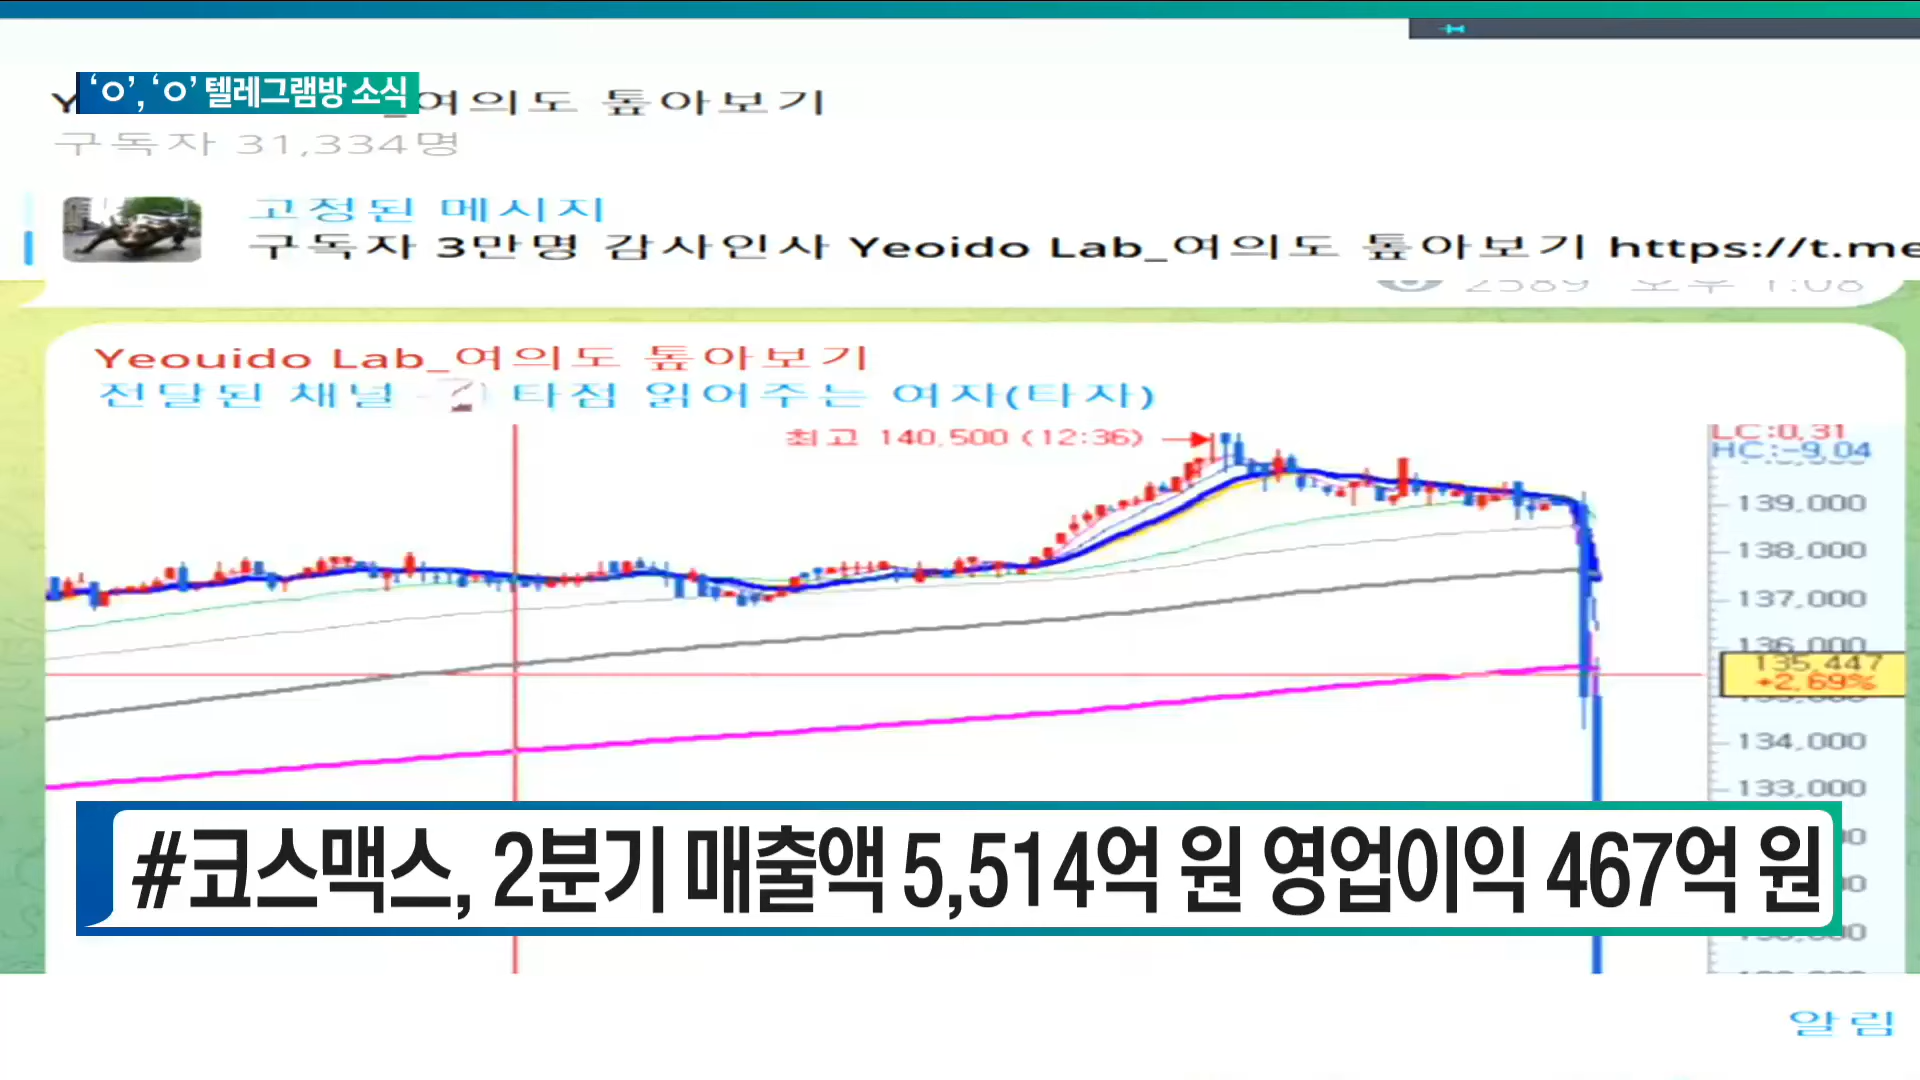 ‘ㅇ’, ‘ㅇ’ 텔레그램방 소식
여의도 톺아보기
구독자 31,334명
고정된 메시지
구독자 3만명 감사인사 Yeoido Lab_여의도 톺아보기 https://t.me
2589 오후 1:08
Yeouido Lab_여의도 톺아보기
전달된 채널 타점 읽어주는 여자(타자)
최고 140,500 (12:36)
LC:0,31
HC:-9,04
139,000
138,000
137,000
136,000
135,447
+2,69%
134,000
133,000
#코스맥스, 2분기 매출액 5,514억 원 영업이익 467억 원
알림